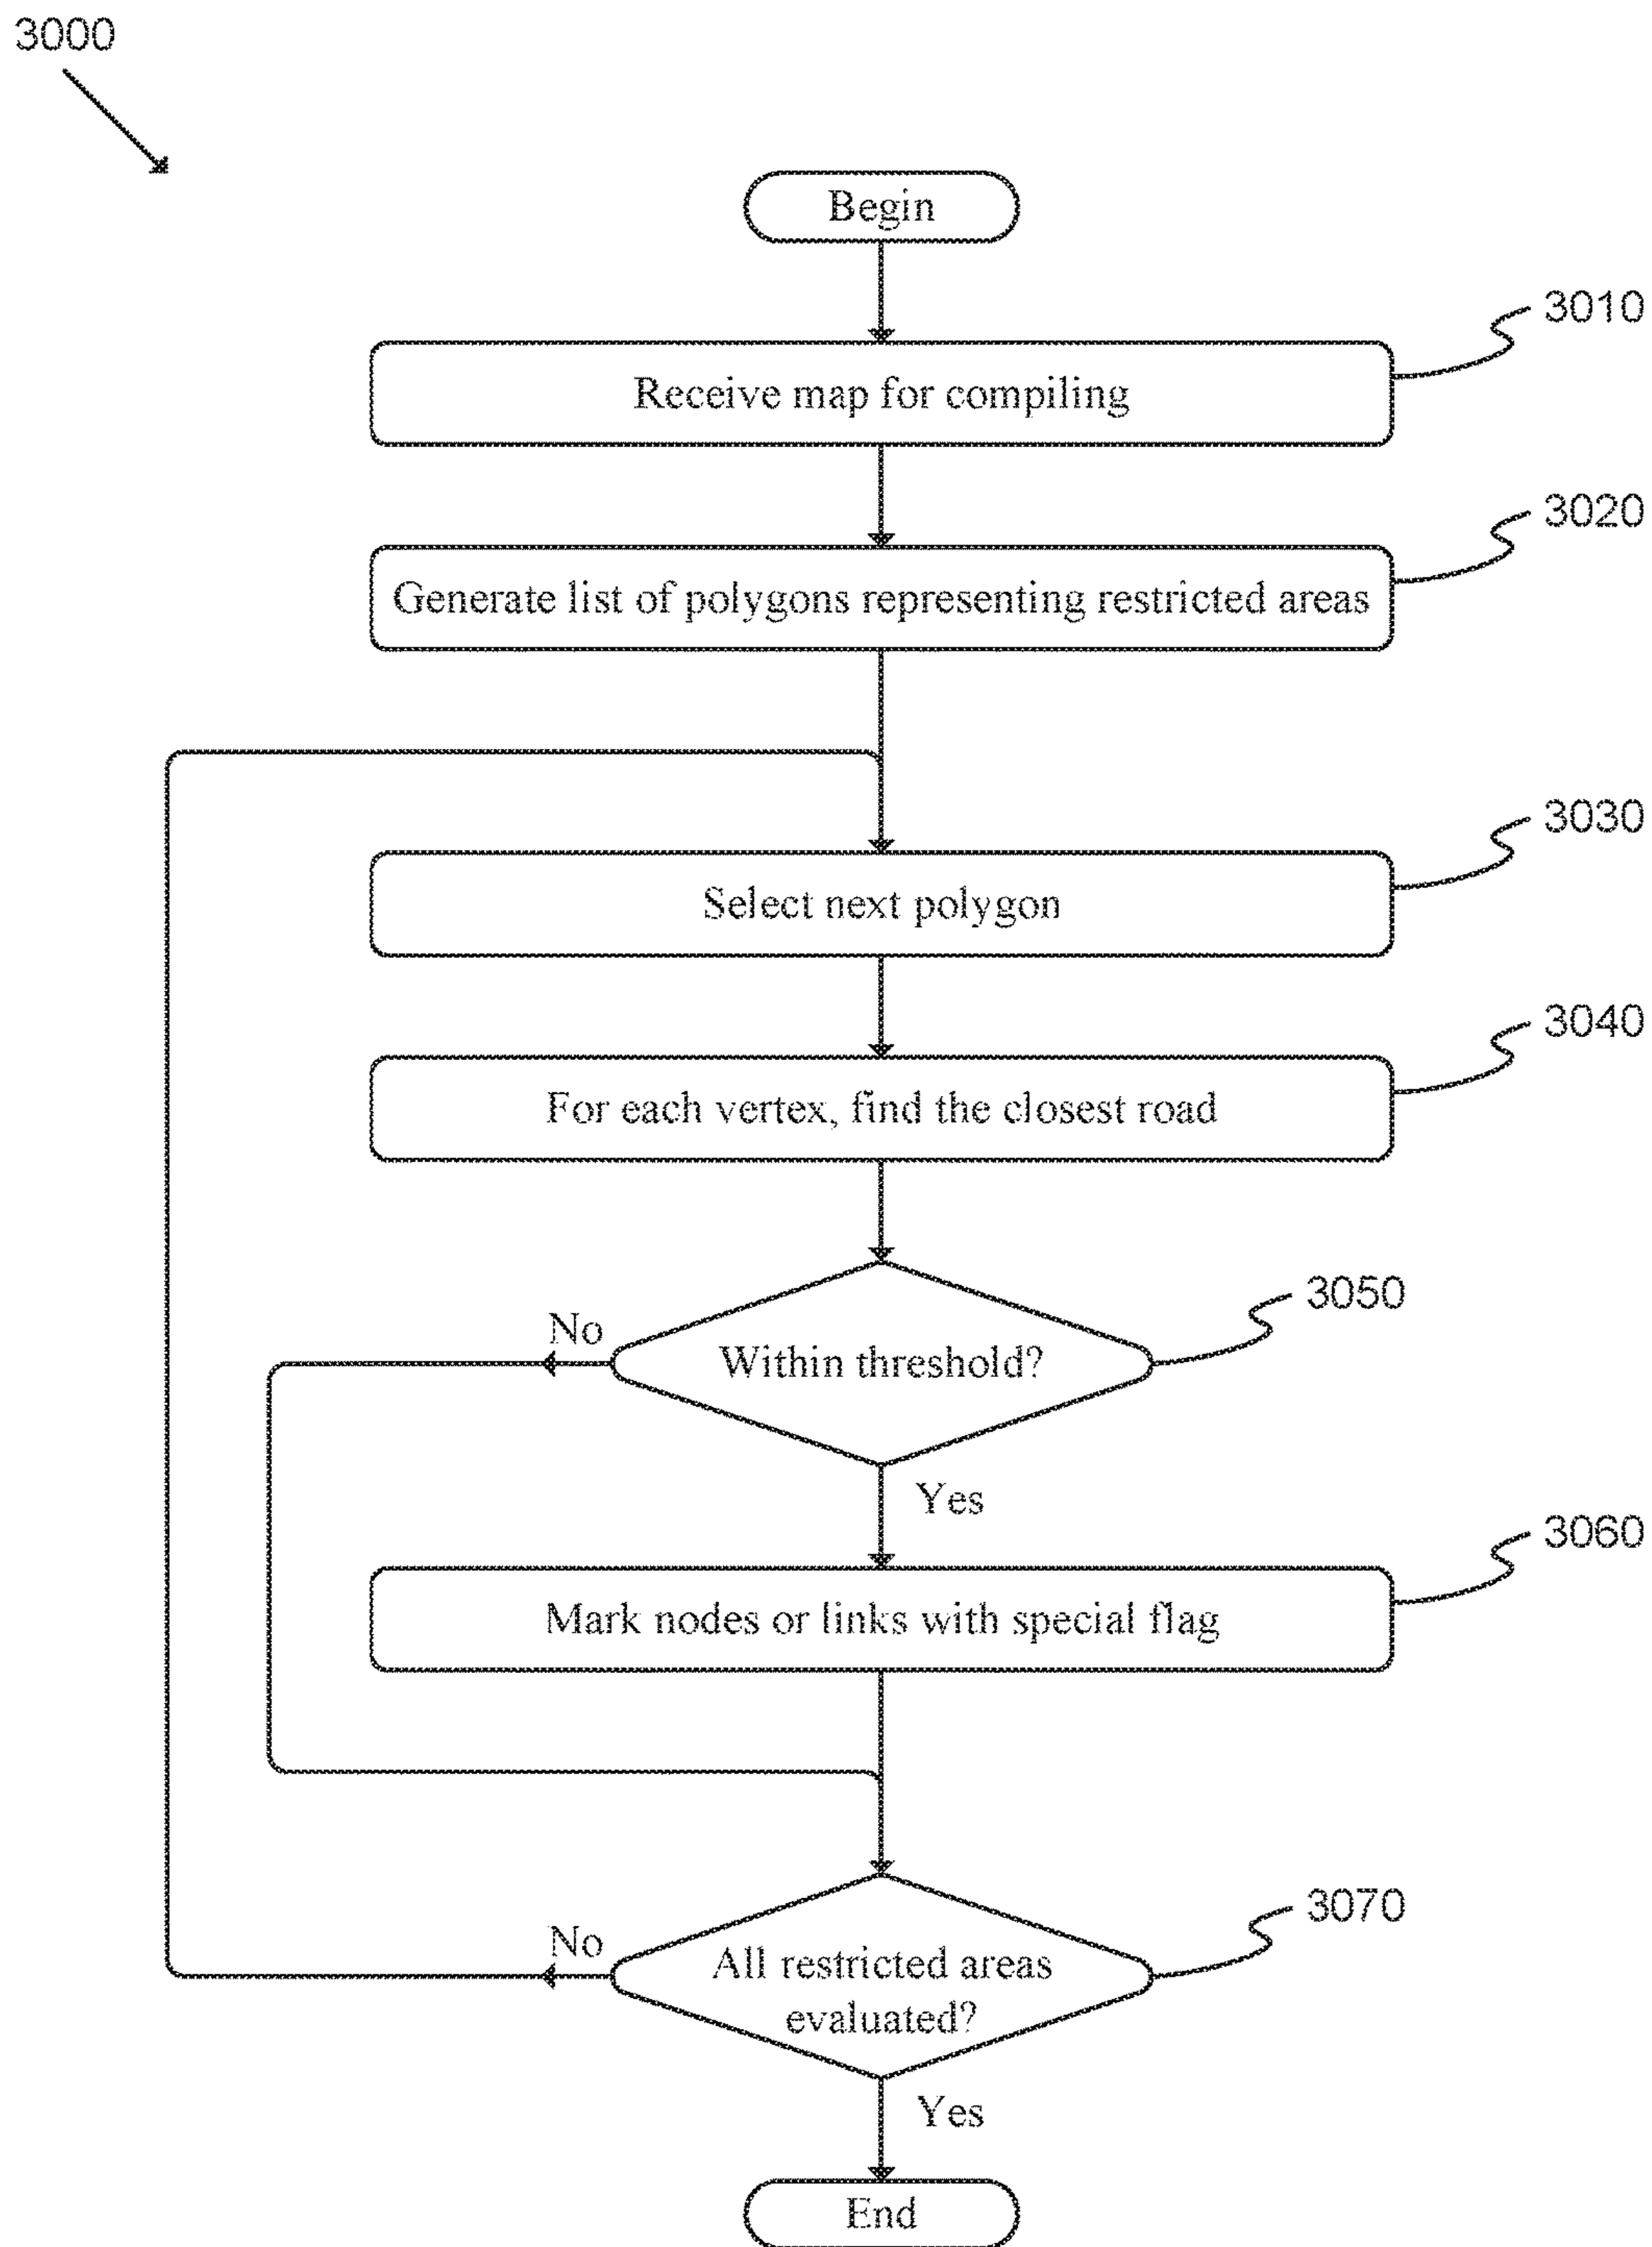 3000
Begin
3010
Receive map for compiling
3020
Generate list of polygons representing restricted areas
3030
Select next polygon
3040
For each vertex, find the closest road
3050
No
Within threshold?
Yes
3060
Mark nodes or links with special flag
3070
No
All restricted areas
evaluated?
Yes
End